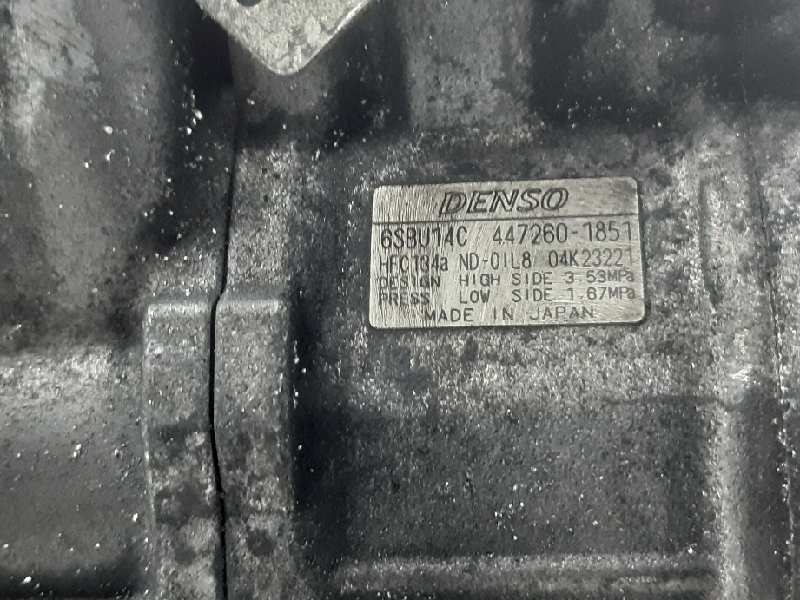 DENSO
6SBU14C / 447260-1851
HFC134a ND-OIL8 04K23221
DESIGN HIGH SIDE 3.53MPa
PRESS LOW SIDE 1.67MPa
MADE IN JAPAN